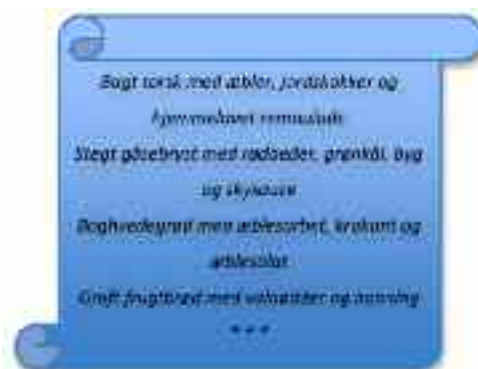 Bagt torsk med æbler, jordskokker og
hjemmelavet remoulade
Stegt gåsebryst med rødbeder, grønkål, byg
og skysauce
Boghvedegrød med æblesorbet, krokant og
æblesalat
Groft frugtbrød med valnødder og honning
* * *